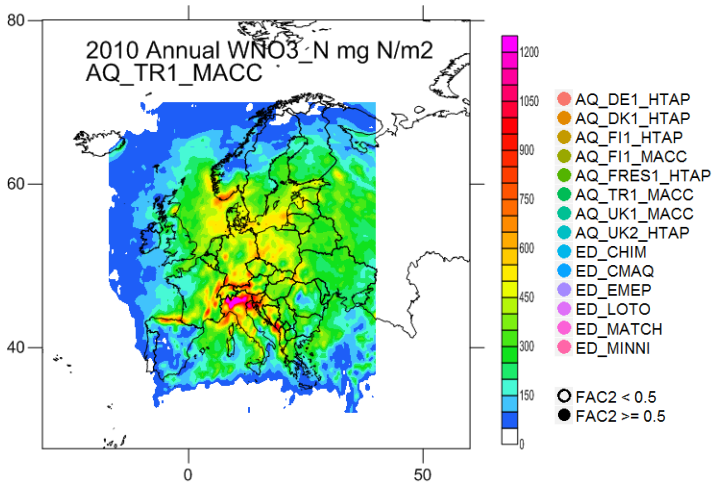 80
60
40
0
50
2010 Annual WNO3_N mg N/m2
AQ_TR1_MACC
1200
1050
900
750
600
450
300
150
0
AQ_DE1_HTAP
AQ_DK1_HTAP
AQ_FI1_HTAP
AQ_FI1_MACC
AQ_FRES1_HTAP
AQ_TR1_MACC
AQ_UK1_MACC
AQ_UK2_HTAP
ED_CHIM
ED_CMAQ
ED_EMEP
ED_LOTO
ED_MATCH
ED_MINNI
FAC2 < 0.5
FAC2 >= 0.5